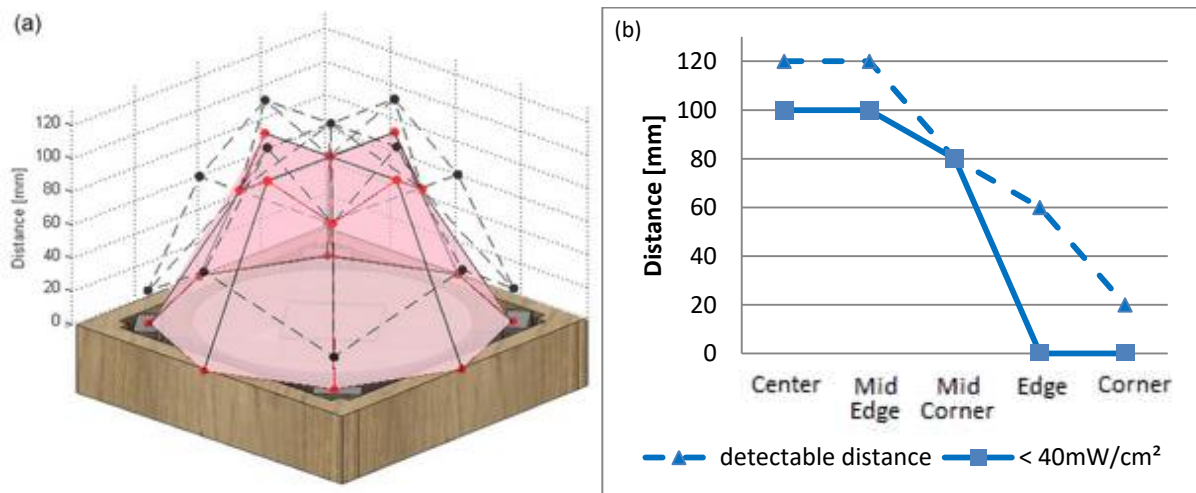 (a)
Distance [mm]
120
100
80
60
40
20
0
(b)
Distance [mm]
120
100
80
60
40
20
0
Center
Mid
Edge
Mid
Corner
Edge
Corner
detectable distance
< 40mW/cm²